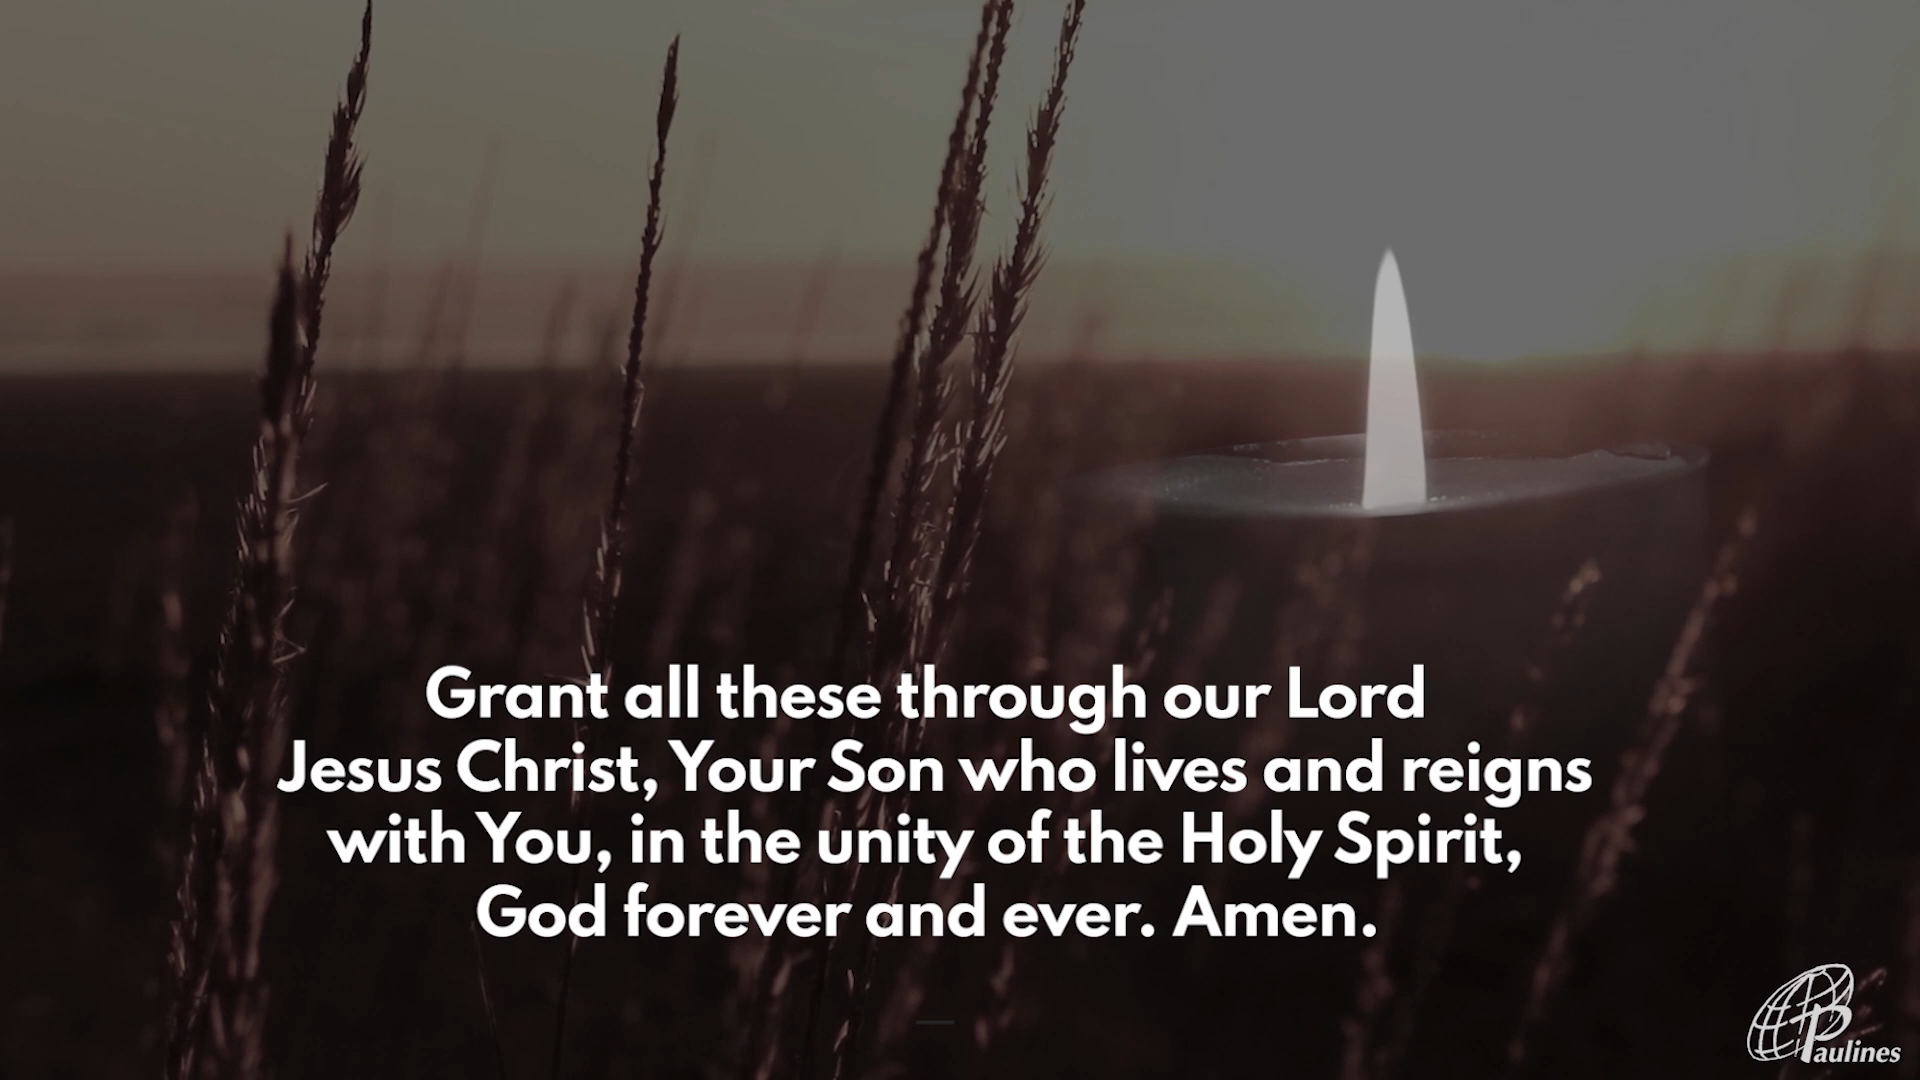 Grant all these through our Lord
Jesus Christ, Your Son who lives and reigns
with You, in the unity of the Holy Spirit,
God forever and ever. Amen.
Paulines